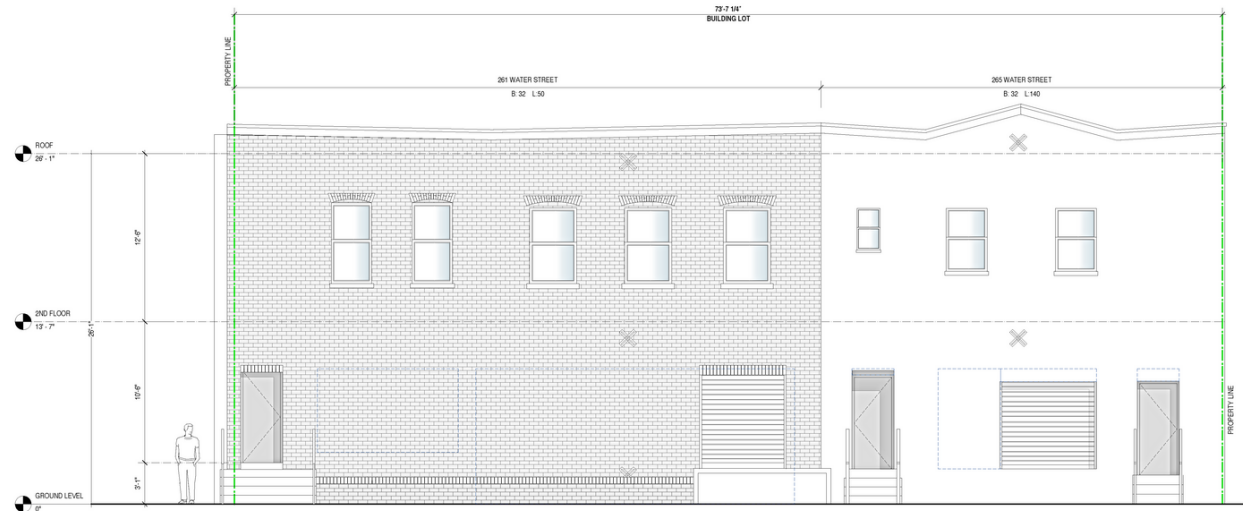 73'-7 1/4"
BUILDING LOT
PROPERTY LINE
261 WATER STREET
B: 32 L:50
265 WATER STREET
B: 32 L:140
ROOF
26' - 1"
12'-6"
2ND FLOOR
13' - 7"
26'-1"
10'-6"
PROPERTY LINE
3'-1"
GROUND LEVEL
0"